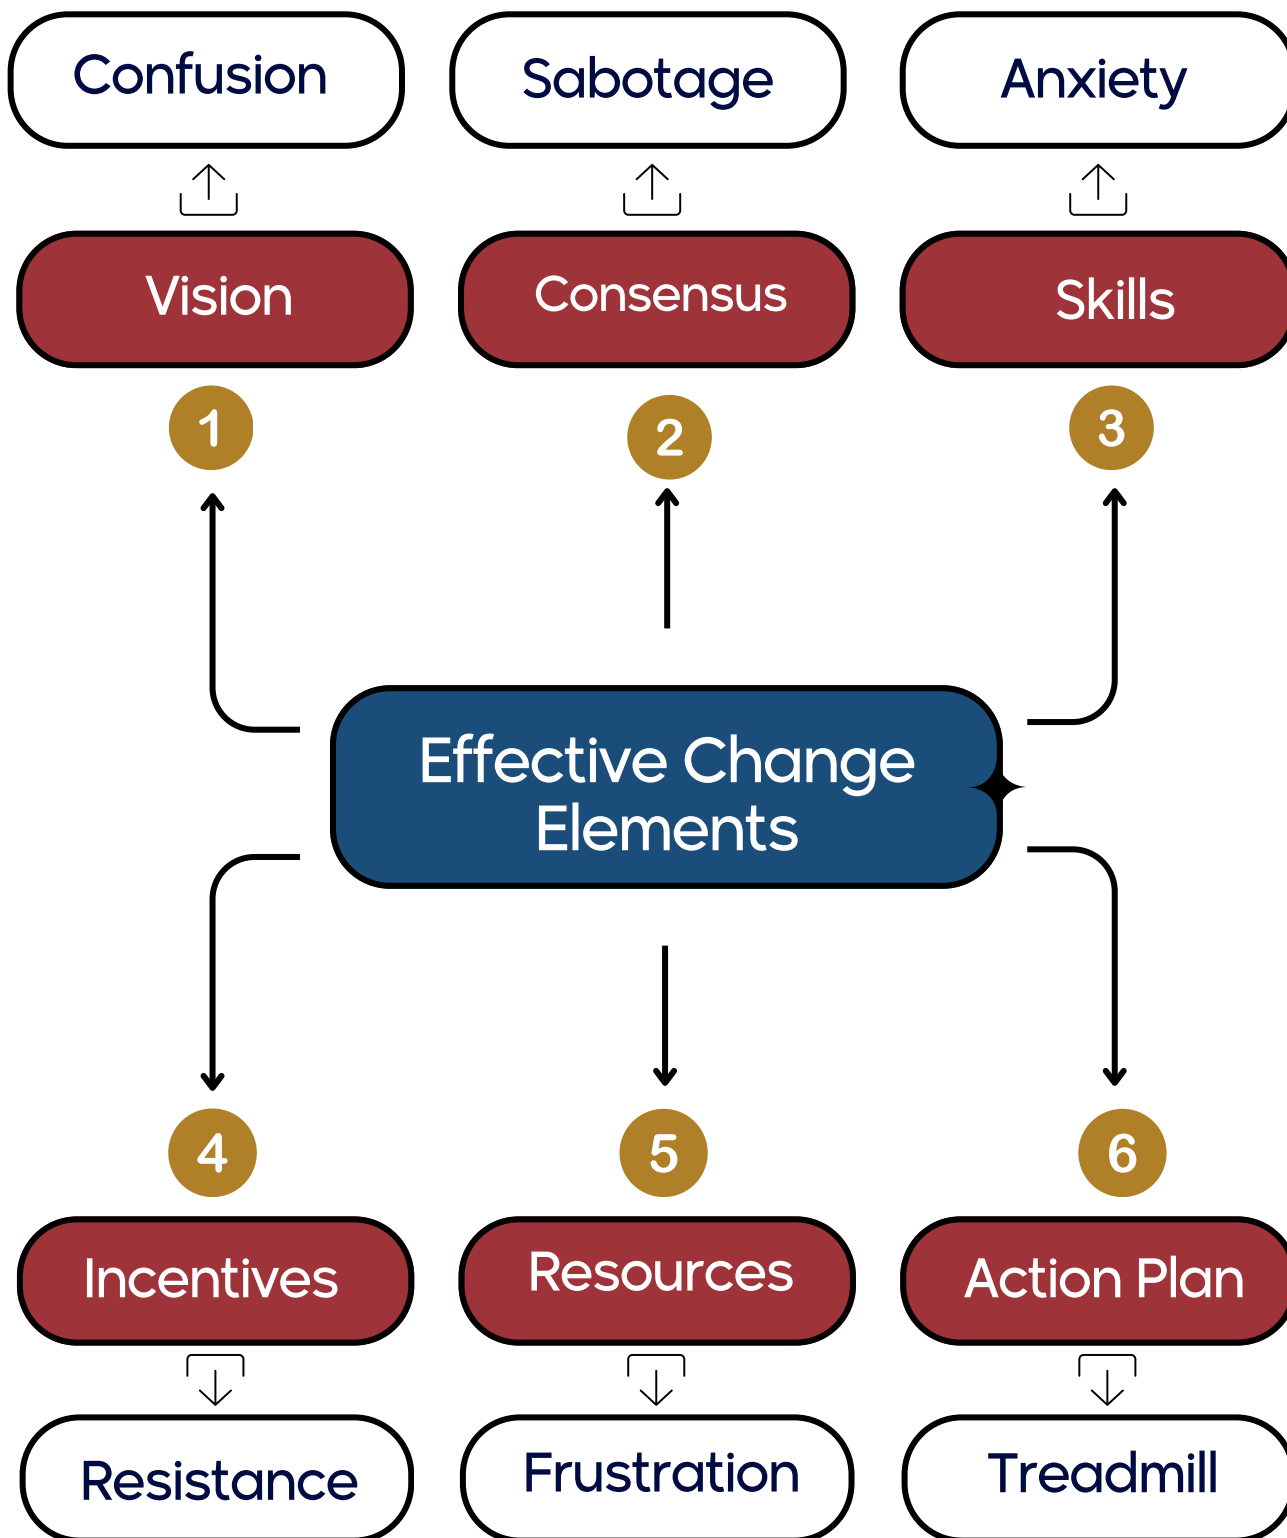 Confusion
Sabotage
Anxiety
Vision
Consensus
Skills
1
2
3
Effective Change
Elements
4
5
6
Incentives
Resources
Action Plan
Resistance
Frustration
Treadmill